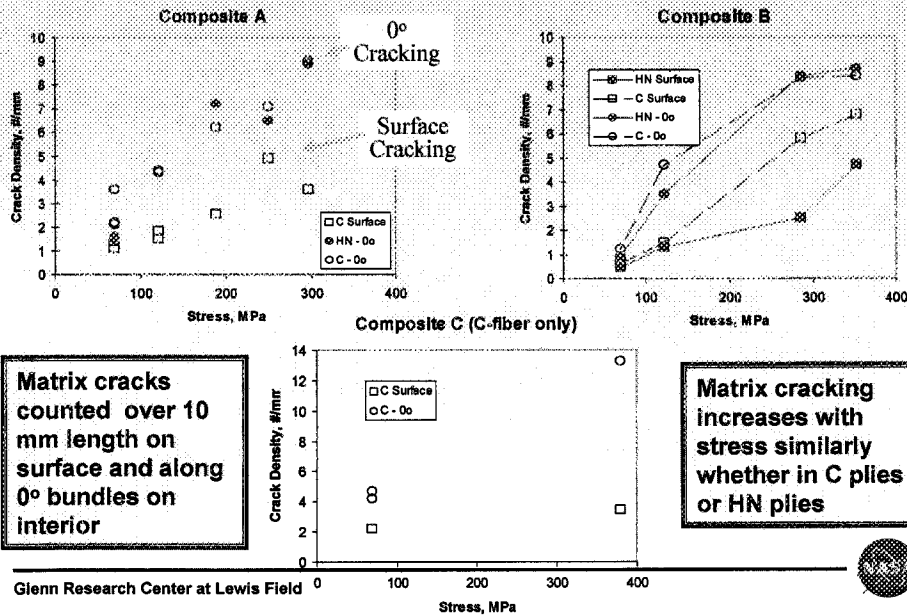 Composite A
Crack Density, #/mm
10
9
8
7
6
5
4
3
2
1
0
0
100
200
300
400
Stress, MPa
0º
Cracking
Surface
Cracking
C Surface
HN - 0o
C - 0o
Composite B
Crack Density, #/mm
10
9
8
7
6
5
4
3
2
1
0
0
100
200
300
400
Stress, MPa
HN Surface
C Surface
HN - 0o
C - 0o
Composite C (C-fiber only)
Crack Density, #/mm
14
12
10
8
6
4
2
0
0
100
200
300
400
Stress, MPa
C Surface
C - 0o
Matrix cracks
counted over 10
mm length on
surface and along
0º bundles on
interior
Matrix cracking
increases with
stress similarly
whether in C plies
or HN plies
Glenn Research Center at Lewis Field